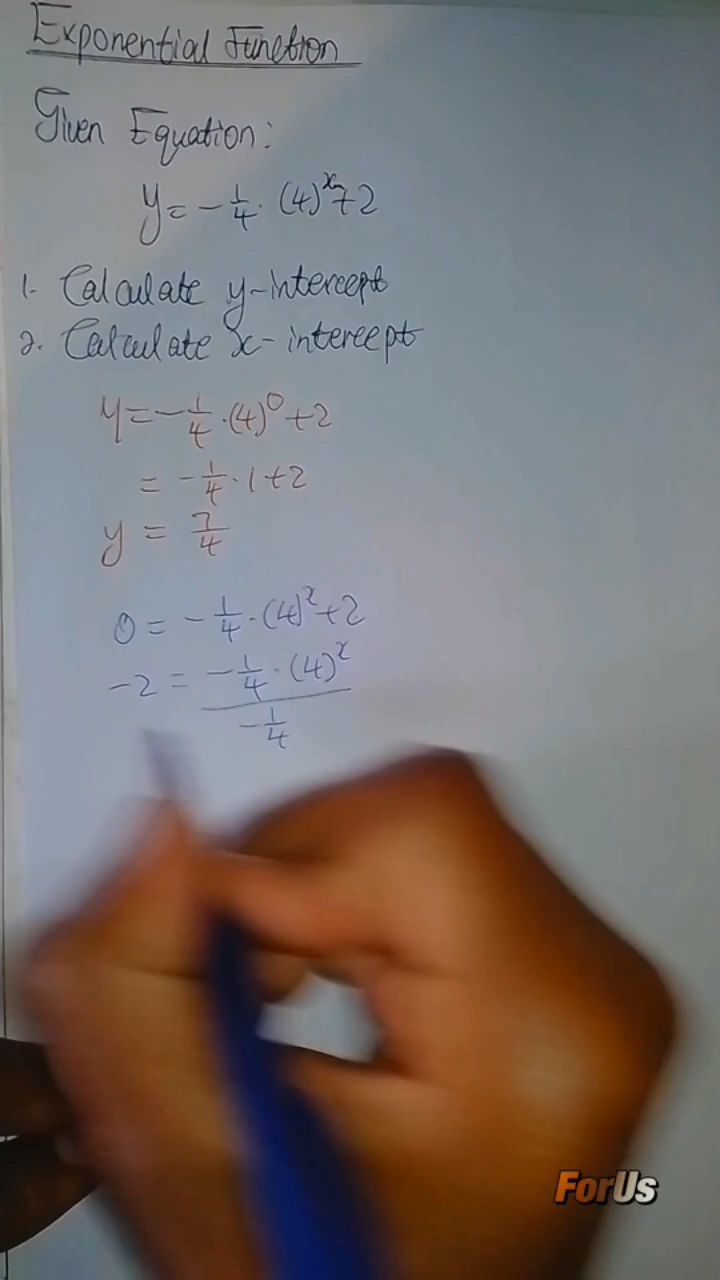 Exponential Function
Given Equation:
y = -1/4 · (4)^x + 2
1. Calculate y-intercept
2. Calculate x-intercept
y = -1/4 · (4)^0 + 2
= -1/4 · 1 + 2
y = 7/4
0 = -1/4 · (4)^x + 2
-2 = -1/4 · (4)^x
-1/4
ForUs